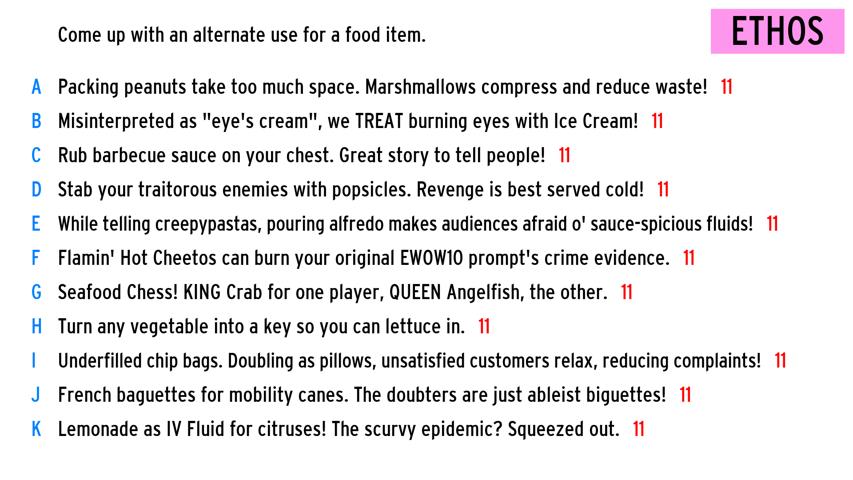 Come up with an alternate use for a food item.
ETHOS
A Packing peanuts take too much space. Marshmallows compress and reduce waste! 11
B Misinterpreted as "eye's cream", we TREAT burning eyes with Ice Cream! 11
C Rub barbecue sauce on your chest. Great story to tell people! 11
D Stab your traitorous enemies with popsicles. Revenge is best served cold! 11
E While telling creepypastas, pouring alfredo makes audiences afraid o' sauce-spicious fluids! 11
F Flamin' Hot Cheetos can burn your original EWOW10 prompt's crime evidence. 11
G Seafood Chess! KING Crab for one player, QUEEN Angelfish, the other. 11
H Turn any vegetable into a key so you can lettuce in. 11
I Underfilled chip bags. Doubling as pillows, unsatisfied customers relax, reducing complaints! 11
J French baguettes for mobility canes. The doubters are just ableist biguettes! 11
K Lemonade as IV Fluid for citruses! The scurvy epidemic? Squeezed out. 11